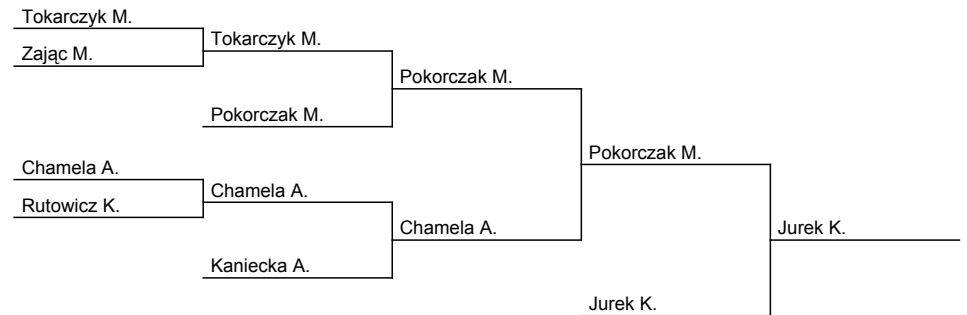 Tokarczyk M.
Tokarczyk M.
Zając M.
Pokorczak M.
Pokorczak M.
Pokorczak M.
Chamela A.
Chamela A.
Rutowicz K.
Chamela A.
Jurek K.
Kaniecka A.
Jurek K.